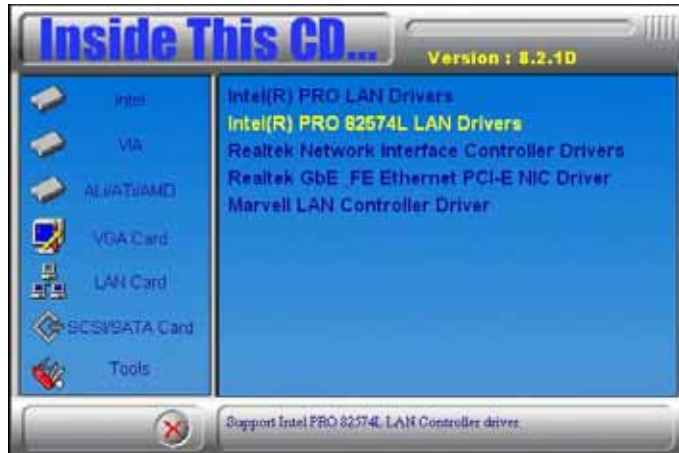 Inside This CD...
Version : 8.2.1D
Intel
VIA
ALi/ATi/AMD
VGA Card
LAN Card
SCSI/SATA Card
Tools
Intel(R) PRO LAN Drivers
Intel(R) PRO 82574L LAN Drivers
Realtek Network Interface Controller Drivers
Realtek GbE_FE Ethernet PCI-E NIC Driver
Marvell LAN Controller Driver
Support Intel PRO 82574L LAN Controller driver.